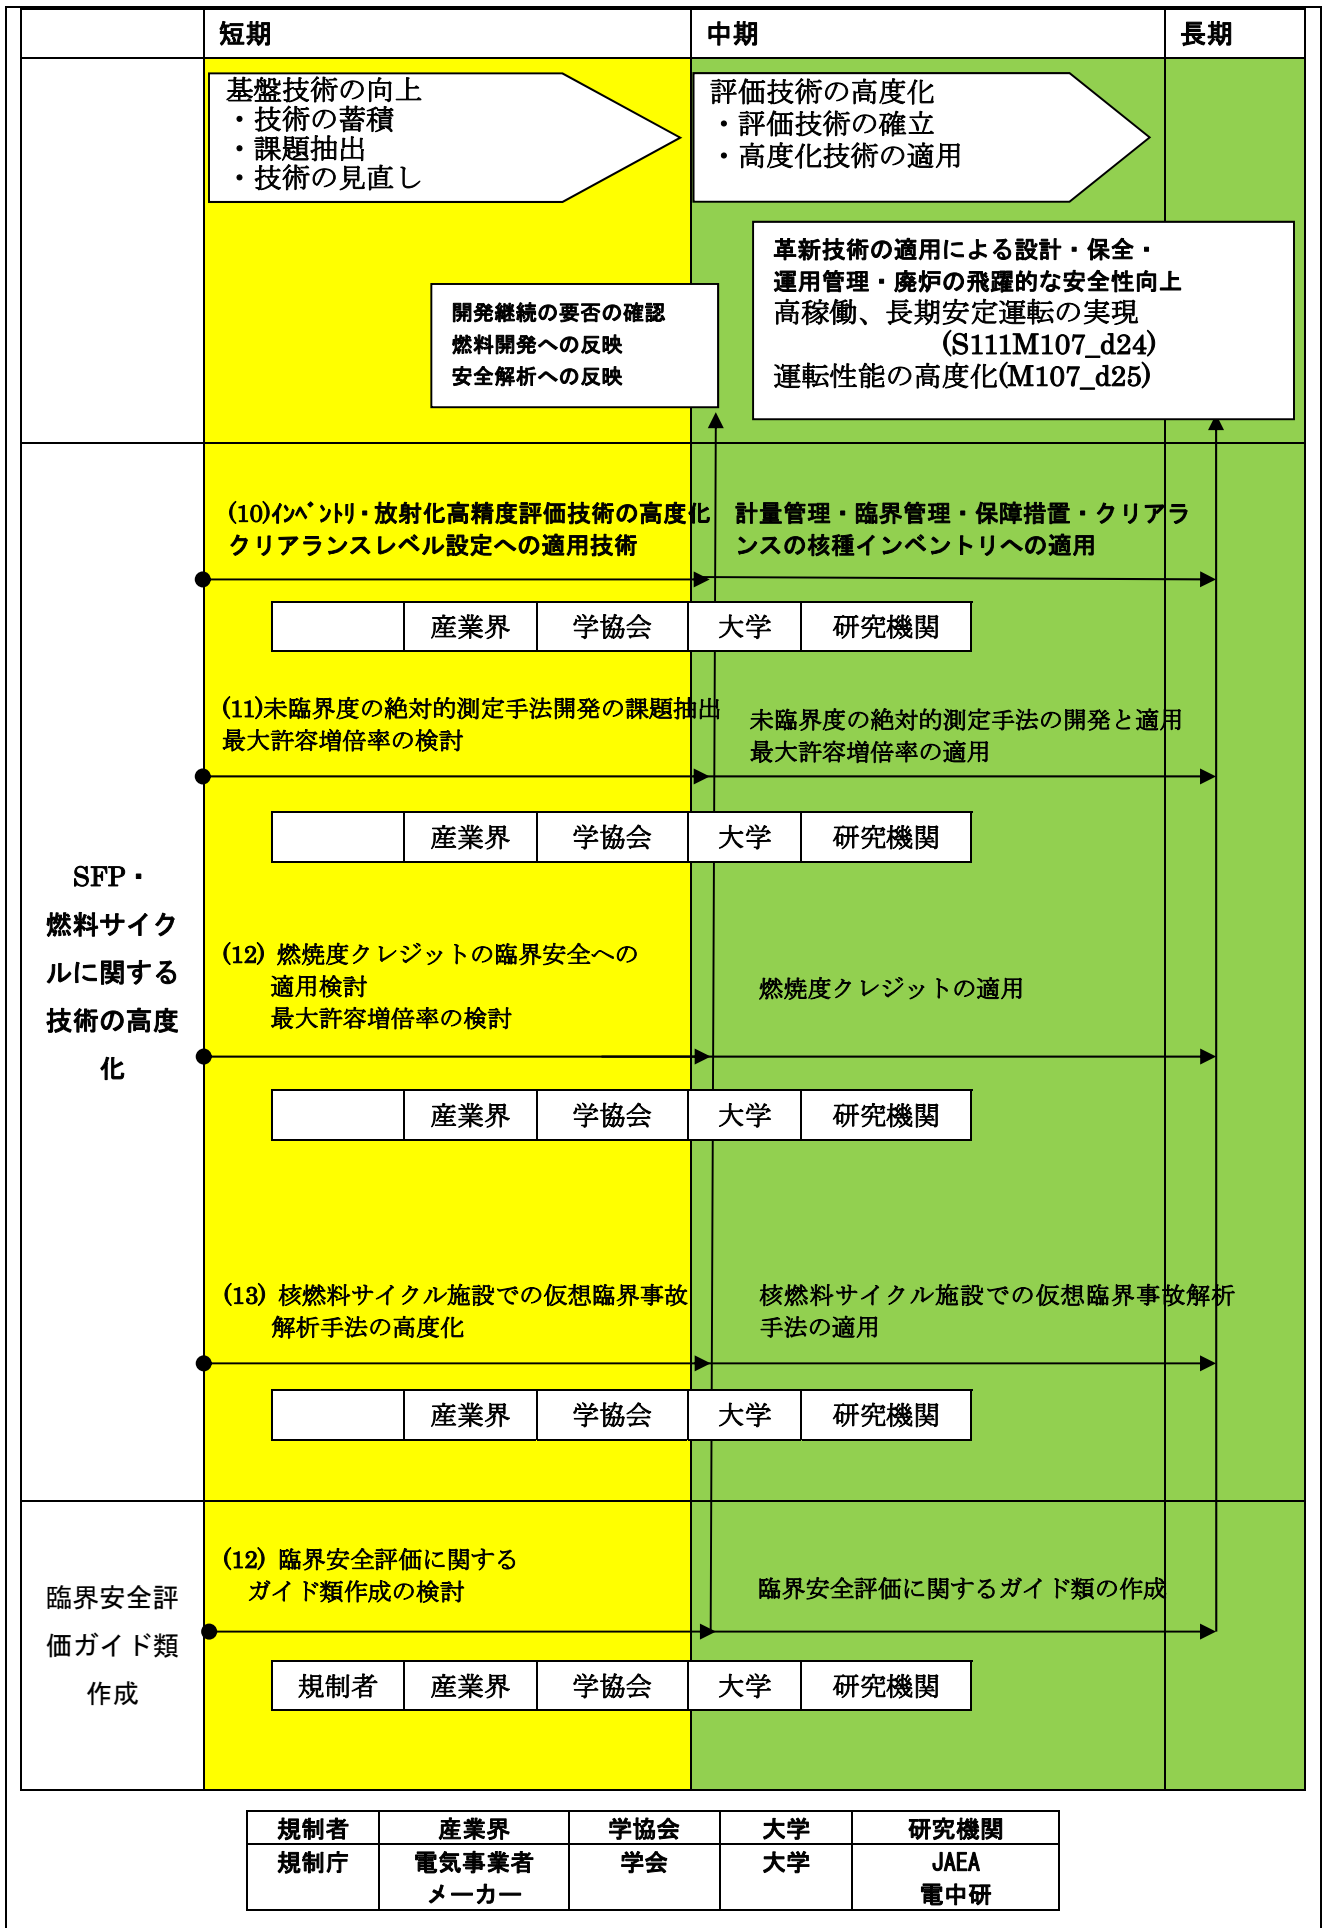 短期 中期 長期
基盤技術の向上
・技術の蓄積
・課題抽出
・技術の見直し
評価技術の高度化
・評価技術の確立
・高度化技術の適用
革新技術の適用による設計・保全・
運用管理・廃炉の飛躍的な安全性向上
高稼働、長期安定運転の実現
(S111M107_d24)
運転性能の高度化(M107_d25)
開発継続の要否の確認
燃料開発への反映
安全解析への反映
SFP・
燃料サイク
ルに関する
技術の高度
化
(10)ｲﾝﾍﾞﾝﾄﾘ・放射化高精度評価技術の高度化
クリアランスレベル設定への適用技術
計量管理・臨界管理・保障措置・クリアラ
ンスの核種インベントリへの適用
産業界 学協会 大学 研究機関
(11)未臨界度の絶対的測定手法開発の課題抽出
最大許容増倍率の検討
未臨界度の絶対的測定手法の開発と適用
最大許容増倍率の適用
産業界 学協会 大学 研究機関
(12) 燃焼度クレジットの臨界安全への
適用検討
最大許容増倍率の検討
燃焼度クレジットの適用
産業界 学協会 大学 研究機関
(13) 核燃料サイクル施設での仮想臨界事故
解析手法の高度化
核燃料サイクル施設での仮想臨界事故解析
手法の適用
産業界 学協会 大学 研究機関
臨界安全評
価ガイド類
作成
(12) 臨界安全評価に関する
ガイド類作成の検討
臨界安全評価に関するガイド類の作成
規制者 産業界 学協会 大学 研究機関
規制者 産業界 学協会 大学 研究機関
規制庁 電気事業者 学会 大学 JAEA
メーカー 電中研